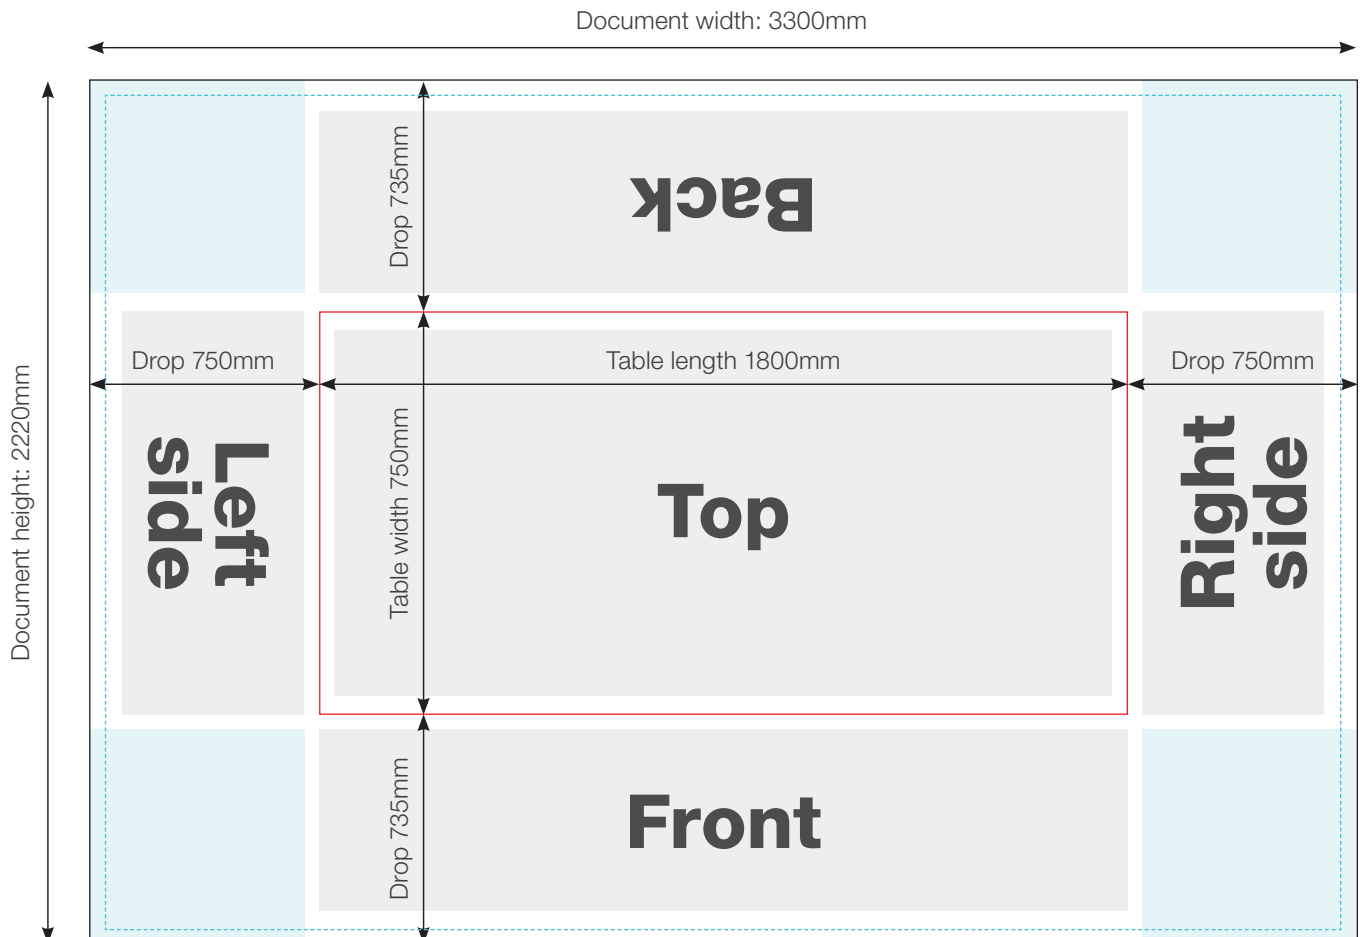 Document width: 3300mm
Drop 735mm
Back
Document height: 2220mm
Drop 750mm
Table length 1800mm
Drop 750mm
Table width 750mm
Left
side
Top
Right
side
Drop 735mm
Front